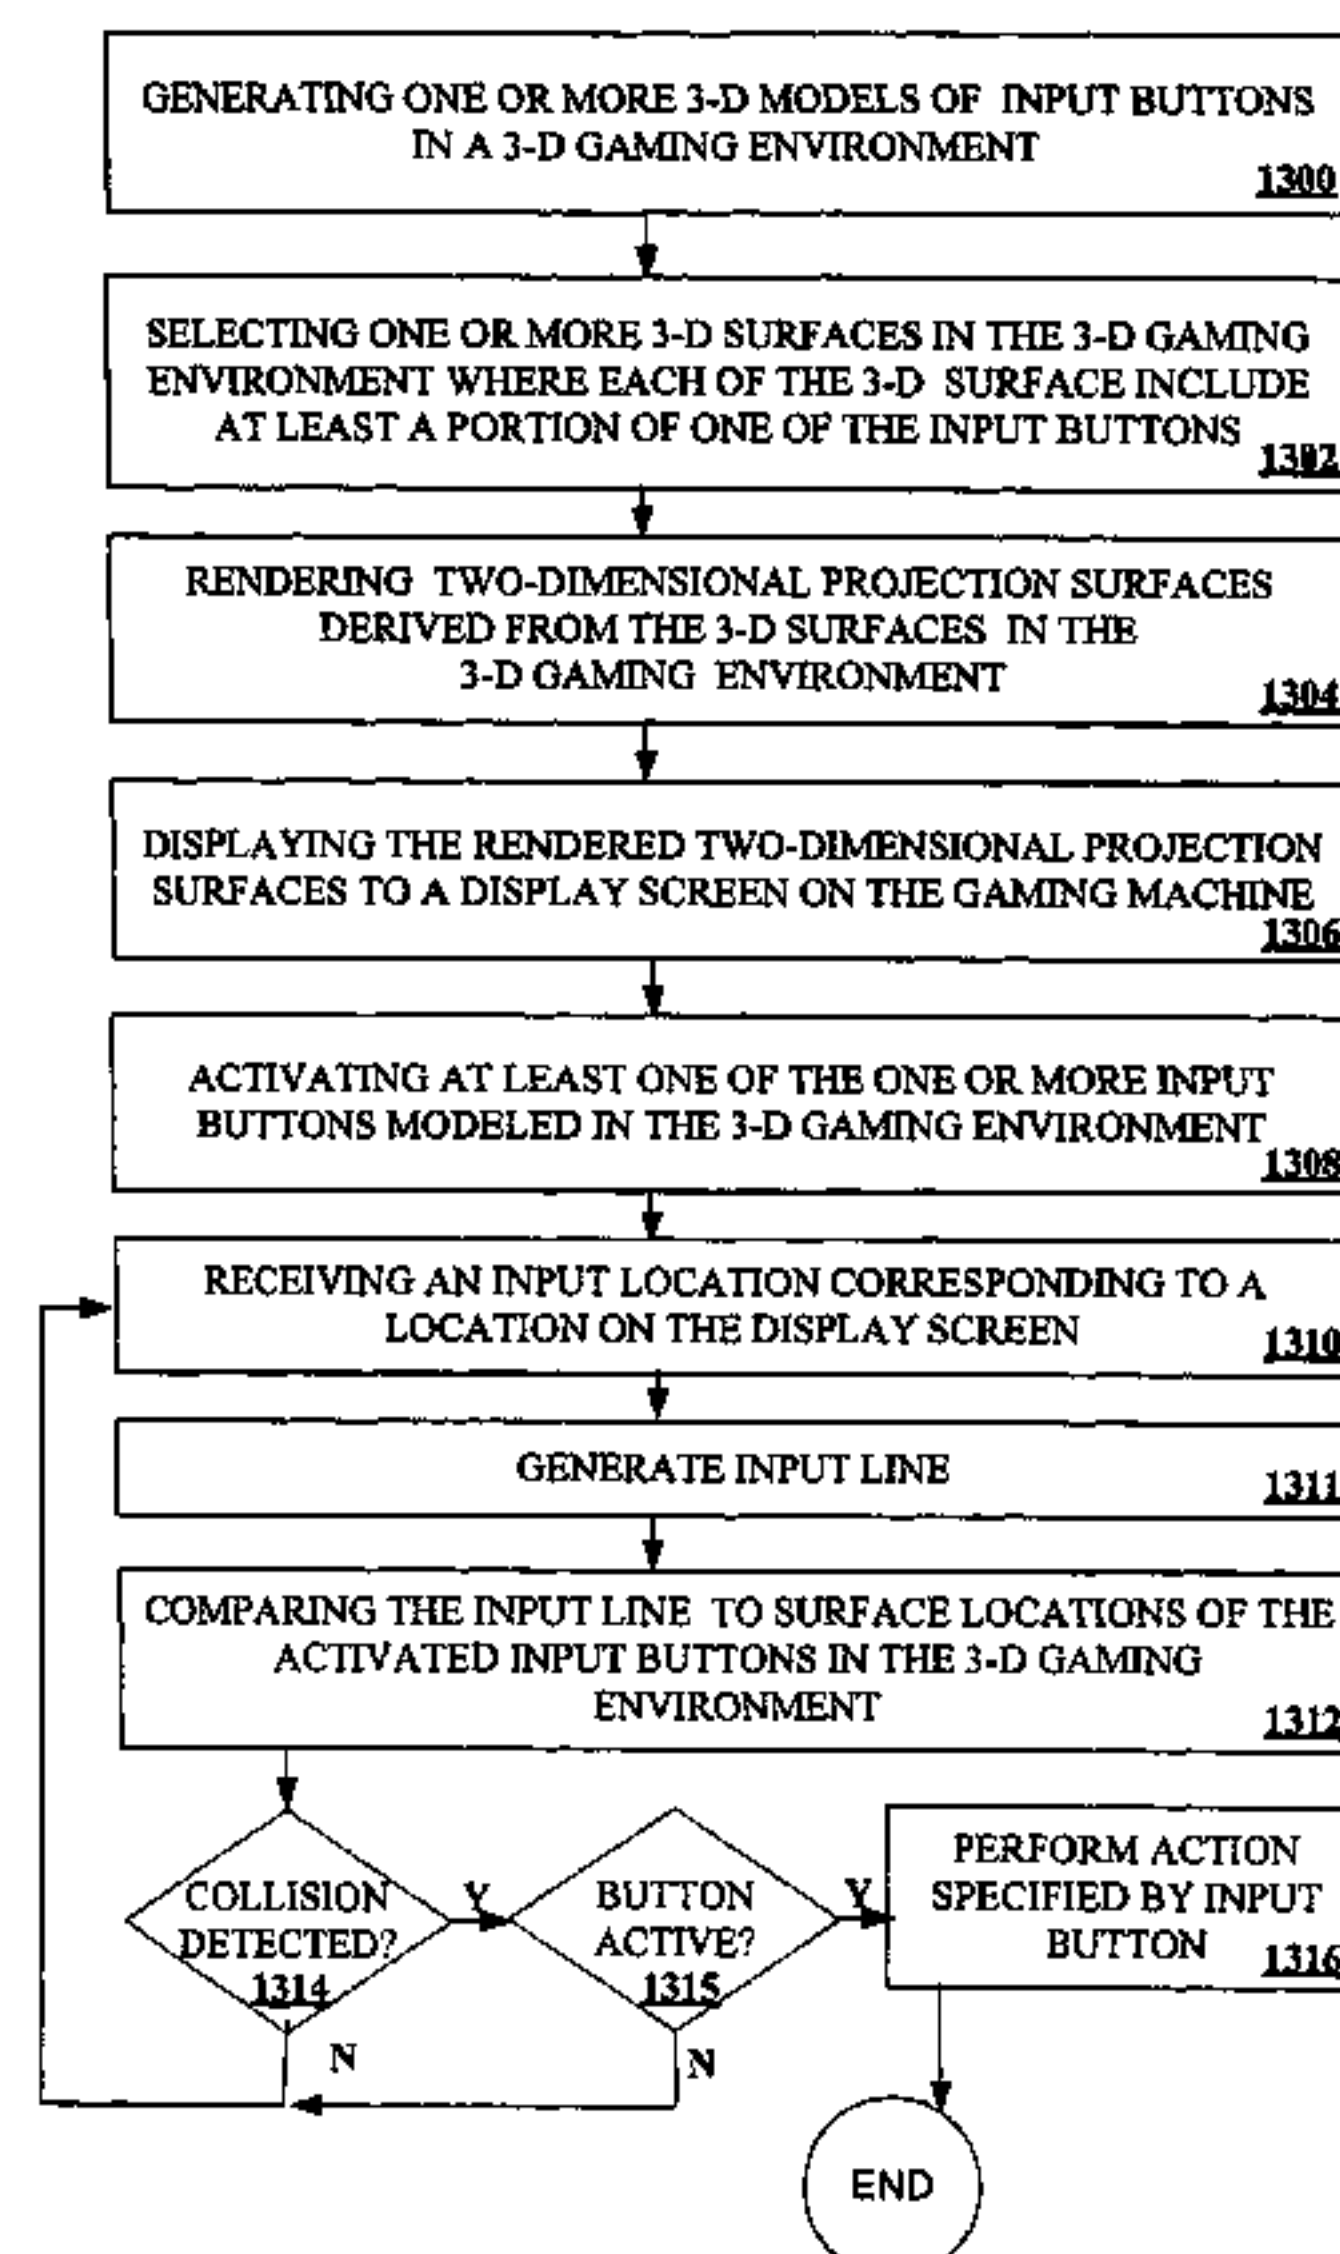 GENERATING ONE OR MORE 3-D MODELS OF INPUT BUTTONS
IN A 3-D GAMING ENVIRONMENT
1300
SELECTING ONE OR MORE 3-D SURFACES IN THE 3-D GAMING
ENVIRONMENT WHERE EACH OF THE 3-D SURFACE INCLUDE
AT LEAST A PORTION OF ONE OF THE INPUT BUTTONS
1302
RENDERING TWO-DIMENSIONAL PROJECTION SURFACES
DERIVED FROM THE 3-D SURFACES IN THE
3-D GAMING ENVIRONMENT
1304
DISPLAYING THE RENDERED TWO-DIMENSIONAL PROJECTION
SURFACES TO A DISPLAY SCREEN ON THE GAMING MACHINE
1306
ACTIVATING AT LEAST ONE OF THE ONE OR MORE INPUT
BUTTONS MODELED IN THE 3-D GAMING ENVIRONMENT
1308
RECEIVING AN INPUT LOCATION CORRESPONDING TO A
LOCATION ON THE DISPLAY SCREEN
1310
GENERATE INPUT LINE
1311
COMPARING THE INPUT LINE TO SURFACE LOCATIONS OF THE
ACTIVATED INPUT BUTTONS IN THE 3-D GAMING
ENVIRONMENT
1312
COLLISION
DETECTED?
1314
Y
N
BUTTON
ACTIVE?
1315
Y
N
PERFORM ACTION
SPECIFIED BY INPUT
BUTTON
1316
END